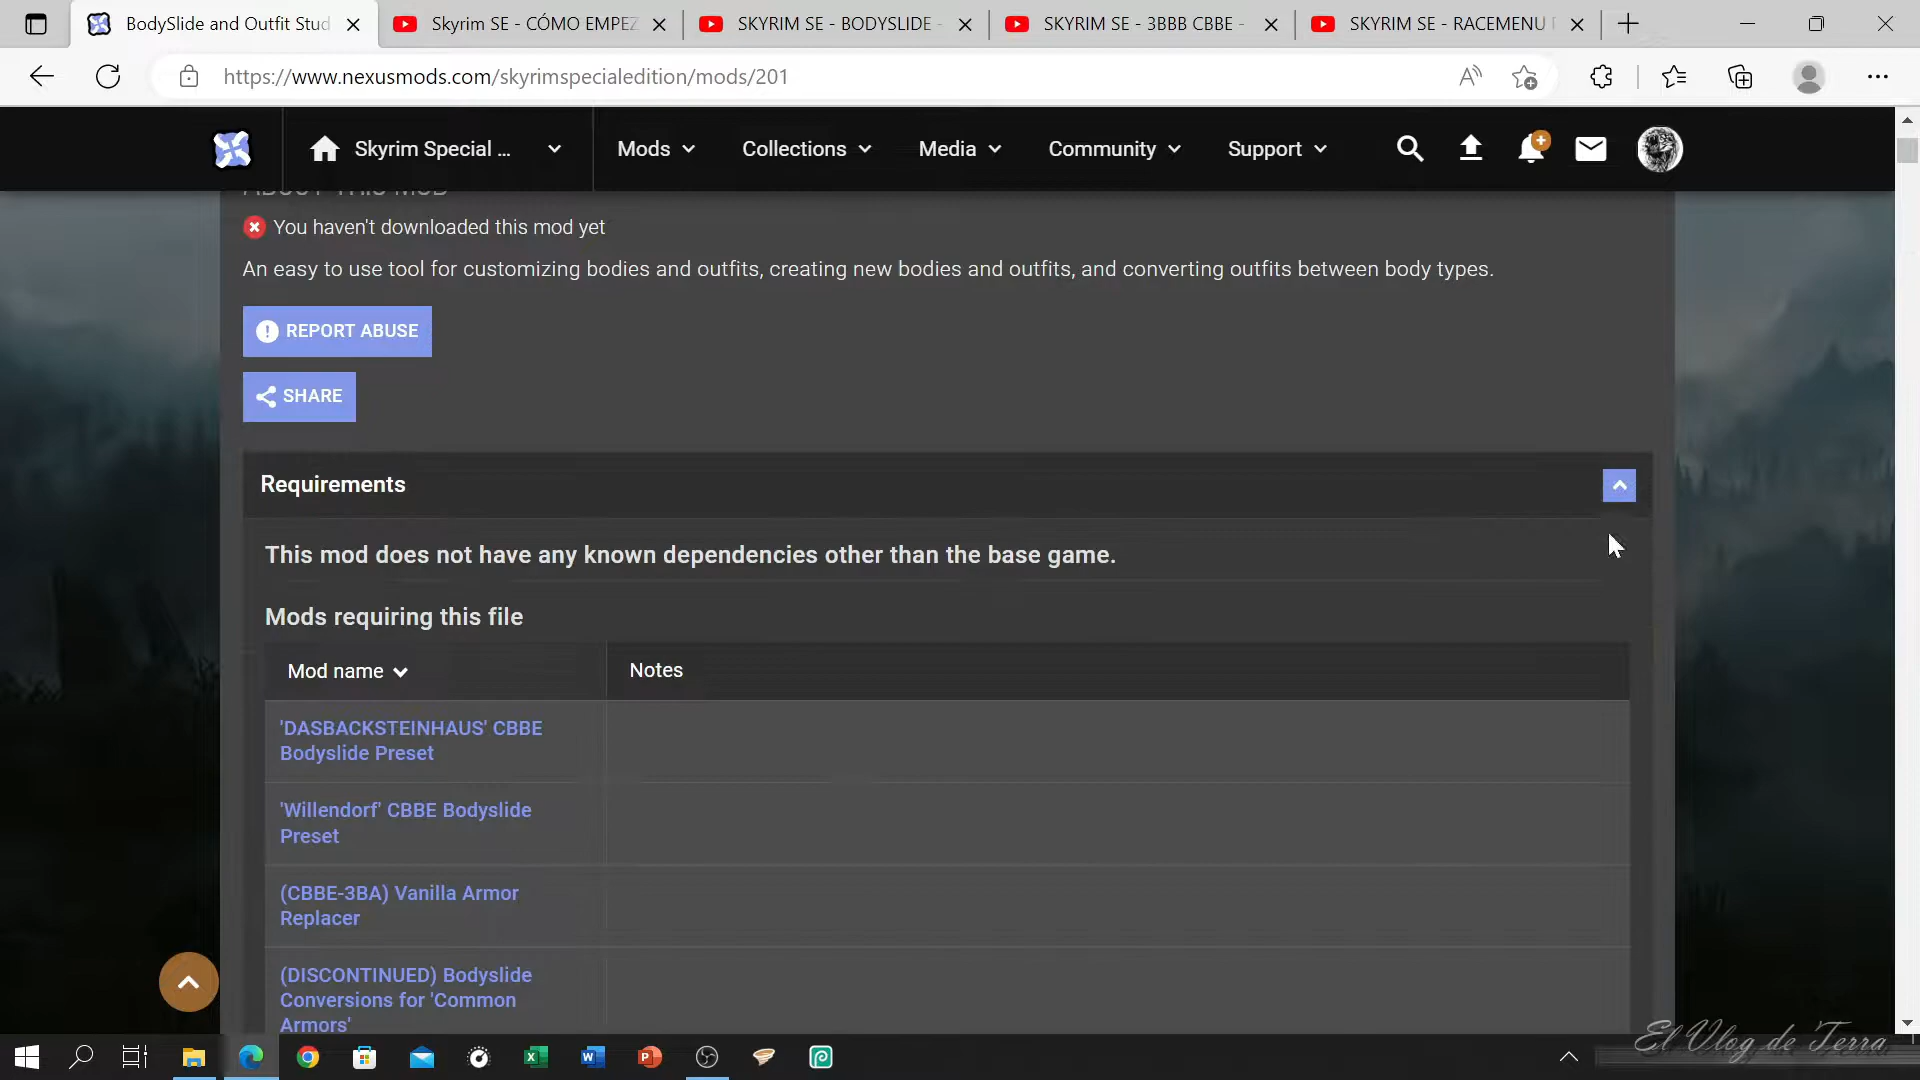 BodySlide and Outfit Stud
Skyrim SE - CÓMO EMPEZ
SKYRIM SE - BODYSLIDE -
SKYRIM SE - 3BBB CBBE -
SKYRIM SE - RACEMENU
https://www.nexusmods.com/skyrimspecialedition/mods/201
Skyrim Special ...
Mods
Collections
Media
Community
Support
ABOUT THIS MOD
You haven't downloaded this mod yet
An easy to use tool for customizing bodies and outfits, creating new bodies and outfits, and converting outfits between body types.
REPORT ABUSE
SHARE
Requirements
This mod does not have any known dependencies other than the base game.
Mods requiring this file
Mod name
Notes
'DASBACKSTEINHAUS' CBBE
Bodyslide Preset
'Willendorf' CBBE Bodyslide
Preset
(CBBE-3BA) Vanilla Armor
Replacer
(DISCONTINUED) Bodyslide
Conversions for 'Common
Armors'
El Vlog de Terra